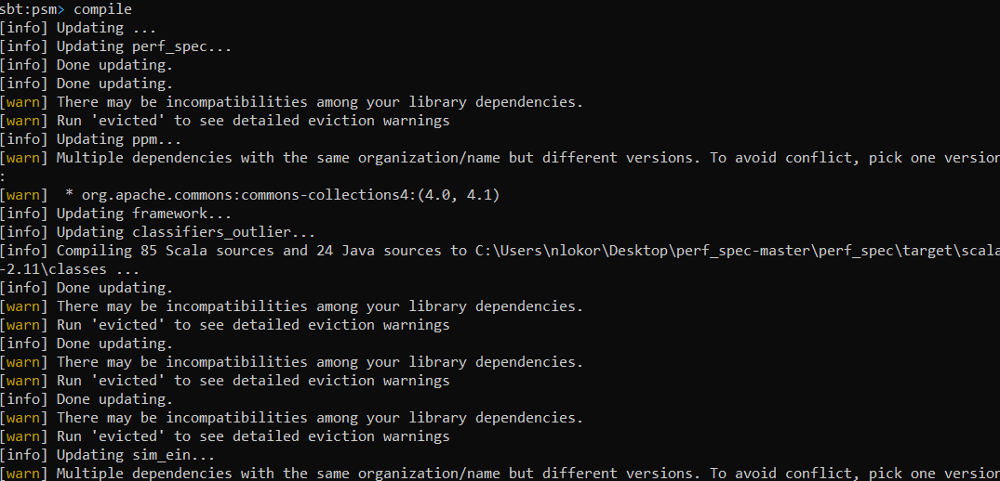 sbt:psm> compile
[info] Updating ...
[info] Updating perf_spec...
[info] Done updating.
[info] Done updating.
[warn] There may be incompatibilities among your library dependencies.
[warn] Run 'evicted' to see detailed eviction warnings
[info] Updating ppm...
[warn] Multiple dependencies with the same organization/name but different versions. To avoid conflict, pick one version
:
[warn]  * org.apache.commons:commons-collections4:(4.0, 4.1)
[info] Updating framework...
[info] Updating classifiers_outlier...
[info] Compiling 85 Scala sources and 24 Java sources to C:\Users\nlokor\Desktop\perf_spec-master\perf_spec\target\scala
-2.11\classes ...
[info] Done updating.
[warn] There may be incompatibilities among your library dependencies.
[warn] Run 'evicted' to see detailed eviction warnings
[info] Done updating.
[warn] There may be incompatibilities among your library dependencies.
[warn] Run 'evicted' to see detailed eviction warnings
[info] Done updating.
[warn] There may be incompatibilities among your library dependencies.
[warn] Run 'evicted' to see detailed eviction warnings
[info] Updating sim_ein...
[warn] Multiple dependencies with the same organization/name but different versions. To avoid conflict, pick one version